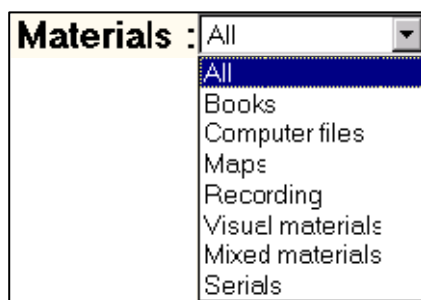 Materials : All
All
Books
Computer files
Maps
Recording
Visual materials
Mixed materials
Serials